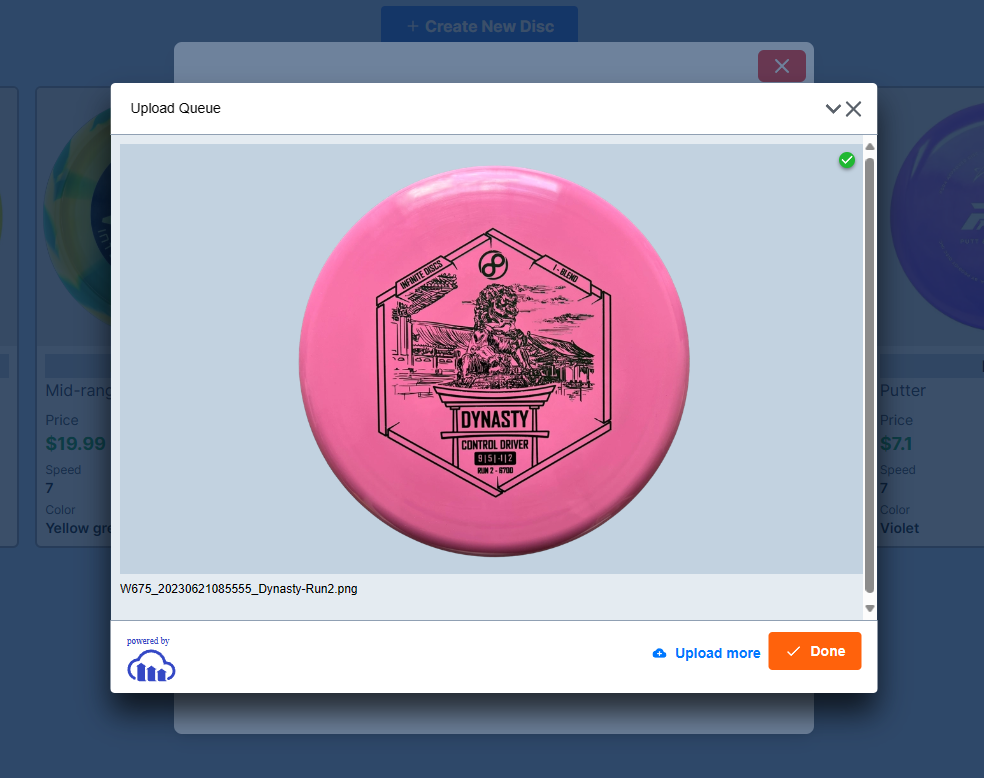 + Create New Disc
Upload Queue
INFINITE DISCS
I - BLEND
DYNASTY
CONTROL DRIVER
9|5|-1|2
RUN 2 - 6700
W675_20230621085555_Dynasty-Run2.png
powered by
Upload more
Done
Mid-rang
Price
$19.99
Speed
7
Color
Yellow gre
Putter
Price
$7.1
Speed
7
Color
Violet